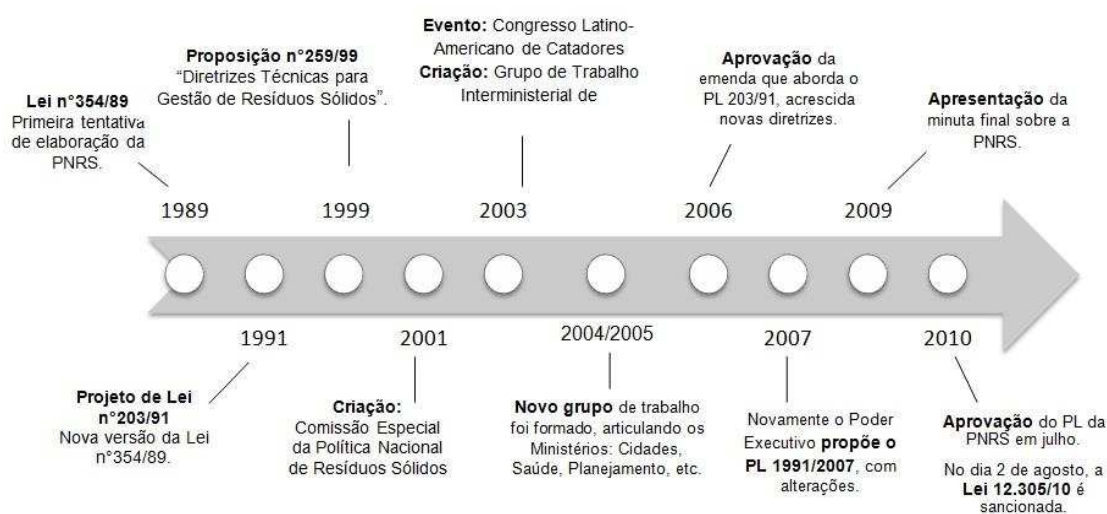 Lei n°354/89
Primeira tentativa
de elaboração da
PNRS.
1989
Projeto de Lei
n°203/91
Nova versão da Lei
n°354/89.
1991
Proposição n°259/99
“Diretrizes Técnicas para
Gestão de Resíduos Sólidos”.
1999
2001
Criação:
Comissão Especial
da Política Nacional
de Resíduos Sólidos
Evento: Congresso Latino-
Americano de Catadores
Criação: Grupo de Trabalho
Interministerial de
2003
2004/2005
Novo grupo de trabalho
foi formado, articulando os
Ministérios: Cidades,
Saúde, Planejamento, etc.
Aprovação da
emenda que aborda o
PL 203/91, acrescida
novas diretrizes.
2006
2007
Novamente o Poder
Executivo propõe o
PL 1991/2007, com
alterações.
Apresentação da
minuta final sobre a
PNRS.
2009
2010
Aprovação do PL da
PNRS em julho.
No dia 2 de agosto, a
Lei 12.305/10 é
sancionada.